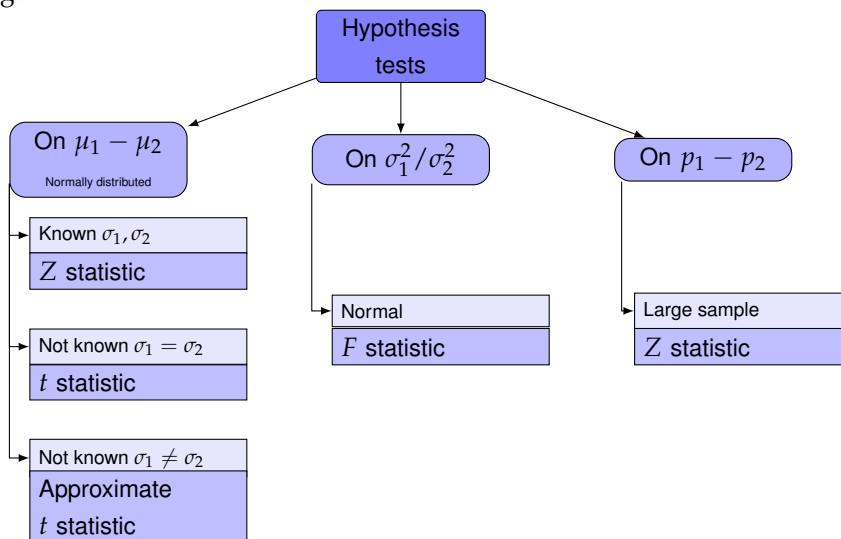 g
Hypothesis
tests
On μ₁ − μ₂
Normally distributed
Known σ₁, σ₂
Z statistic
Not known σ₁ = σ₂
t statistic
Not known σ₁ ≠ σ₂
Approximate
t statistic
On σ₁²/σ₂²
Normal
F statistic
On p₁ − p₂
Large sample
Z statistic